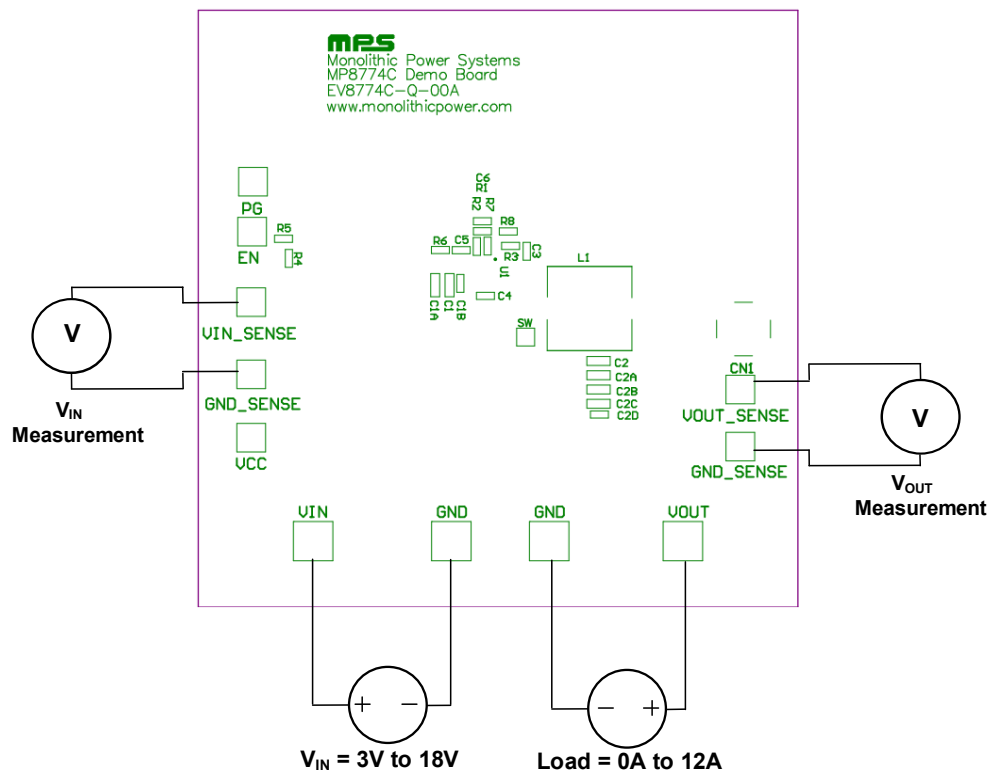 MPS
Monolithic Power Systems
MP8774C Demo Board
EV8774C-Q-00A
www.monolithicpower.com
PG
EN
R5
R4
C6
R1
R2 R7
R8
R6 C5
R3
C3
U1
C1A
C1
C1B
C4
L1
SW
C2
C2A
C2B
C2C
C2D
CN1
VIN_SENSE
GND_SENSE
VCC
VOUT_SENSE
GND_SENSE
V
VIN
Measurement
V
VOUT
Measurement
VIN
GND
GND
VOUT
+ −
− +
VIN = 3V to 18V
Load = 0A to 12A